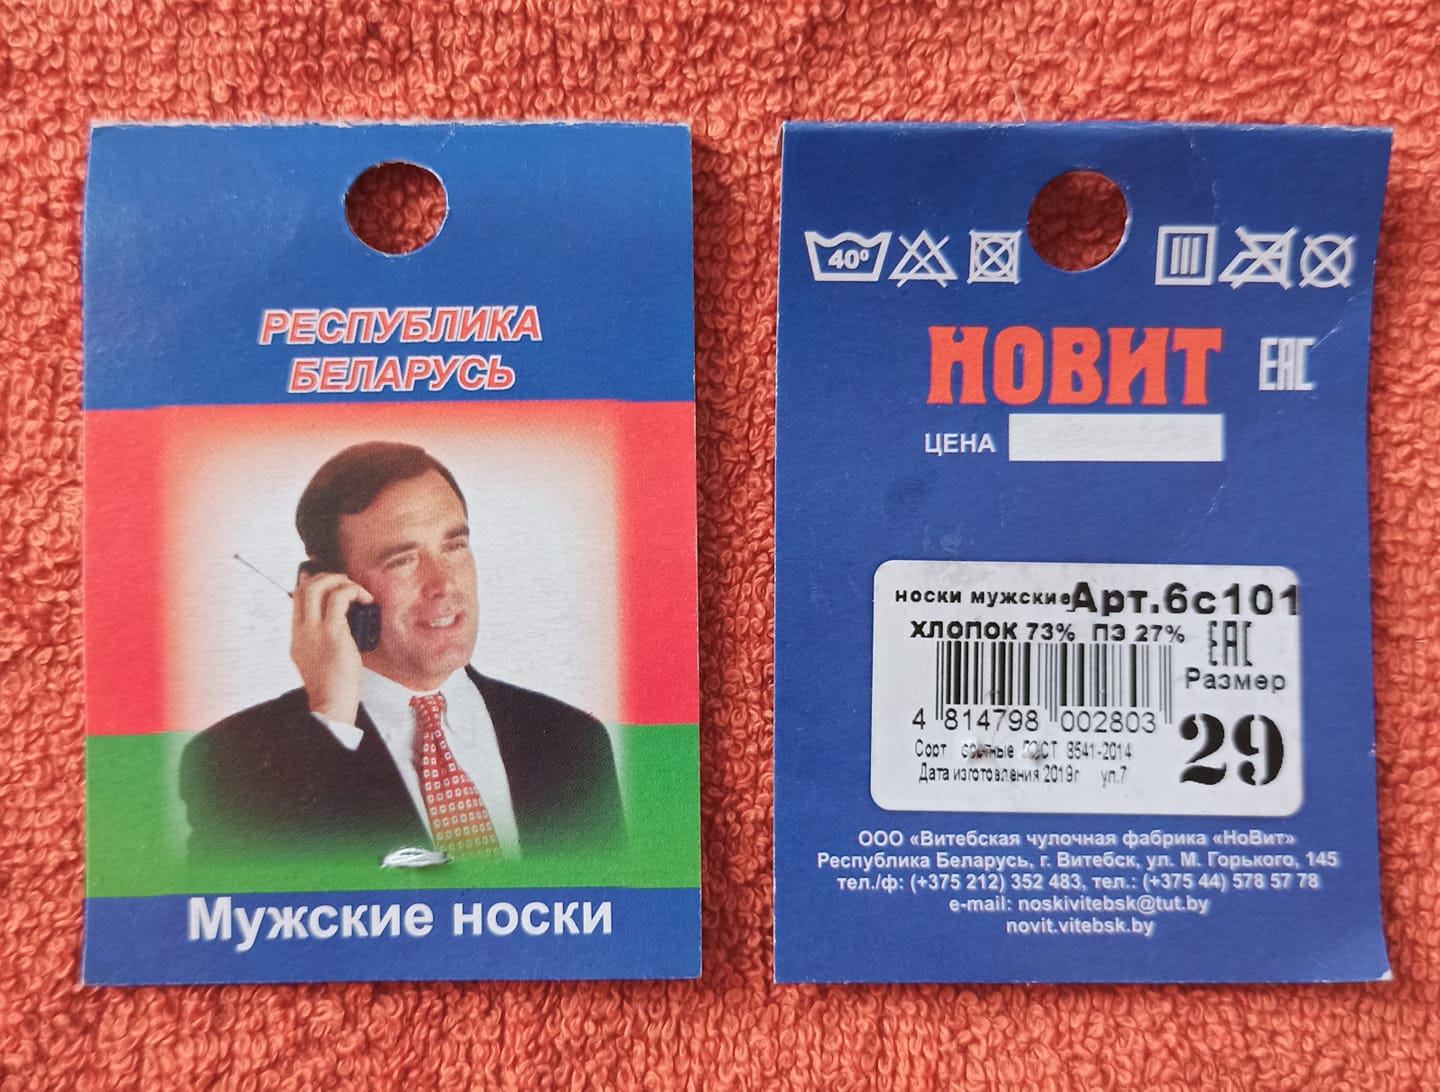 РЕСПУБЛИКА
БЕЛАРУСЬ
Мужские носки
40º
НОВИТ
EAC
ЦЕНА
носки мужские Арт.6с101
ХЛОПОК 73% ПЭ 27%
EAC
Размер
29
4 814798 002803
Сорт ГОСТ 8541-2014
Дата изготовления 2019г уп.7
ООО «Витебская чулочная фабрика «НоВит»
Республика Беларусь, г. Витебск, ул. М. Горького, 145
тел./ф: (+375 212) 352 483, тел.: (+375 44) 578 57 78
e-mail: noskivitebsk@tut.by
novit.vitebsk.by